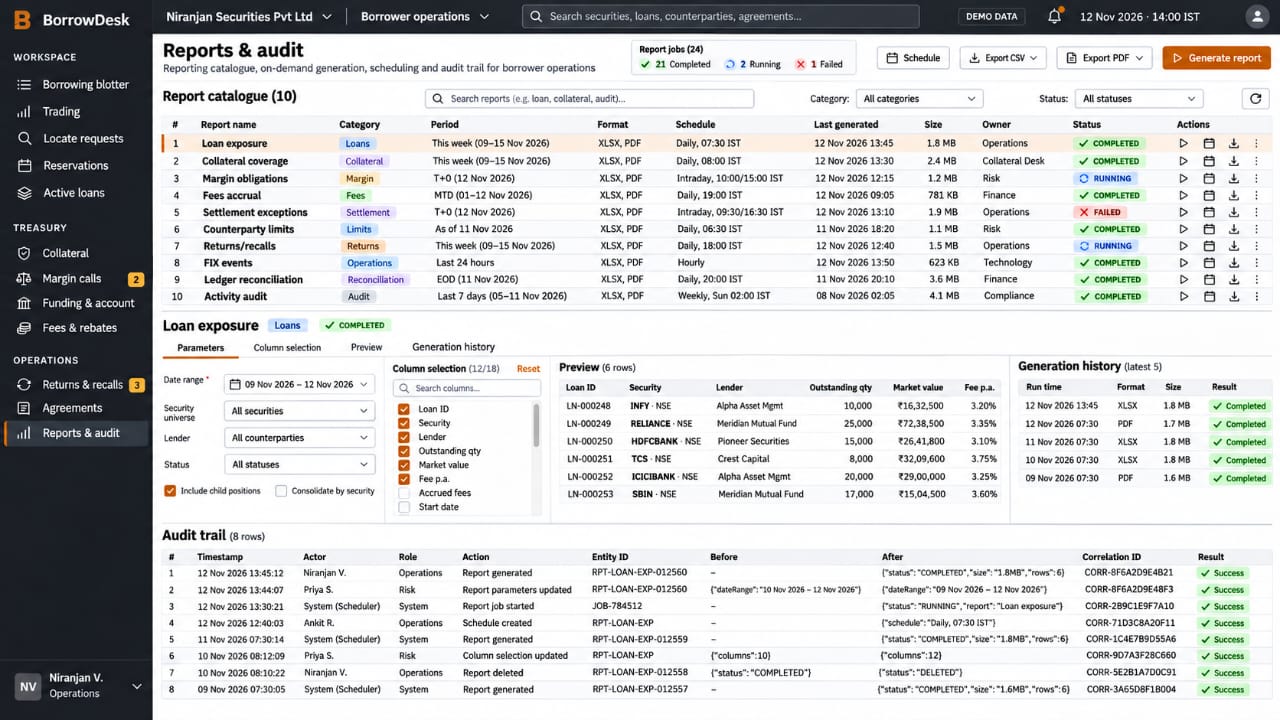 BorrowDesk
Niranjan Securities Pvt Ltd
Borrower operations
Search securities, loans, counterparties, agreements...
DEMO DATA
12 Nov 2026 · 14:00 IST
WORKSPACE
Borrowing blotter
Trading
Locate requests
Reservations
Active loans
TREASURY
Collateral
Margin calls 2
Funding & account
Fees & rebates
OPERATIONS
Returns & recalls 3
Agreements
Reports & audit
NV
Niranjan V.
Operations
Reports & audit
Reporting catalogue, on-demand generation, scheduling and audit trail for borrower operations
Report jobs (24)
21 Completed 2 Running 1 Failed
Schedule
Export CSV
Export PDF
Generate report
Report catalogue (10)
Search reports (e.g. loan, collateral, audit)...
Category: All categories
Status: All statuses
# Report name Category Period Format Schedule Last generated Size Owner Status Actions
1 Loan exposure Loans This week (09–15 Nov 2026) XLSX, PDF Daily, 07:30 IST 12 Nov 2026 13:45 1.8 MB Operations COMPLETED
2 Collateral coverage Collateral This week (09–15 Nov 2026) XLSX, PDF Daily, 08:00 IST 12 Nov 2026 13:30 2.4 MB Collateral Desk COMPLETED
3 Margin obligations Margin T+0 (12 Nov 2026) XLSX, PDF Intraday, 10:00/15:00 IST 12 Nov 2026 12:15 1.2 MB Risk RUNNING
4 Fees accrual Fees MTD (01–12 Nov 2026) XLSX, PDF Daily, 19:00 IST 12 Nov 2026 09:05 781 KB Finance COMPLETED
5 Settlement exceptions Settlement T+0 (12 Nov 2026) XLSX, PDF Intraday, 09:30/16:30 IST 12 Nov 2026 13:10 1.9 MB Operations FAILED
6 Counterparty limits Limits As of 11 Nov 2026 XLSX, PDF Daily, 06:30 IST 11 Nov 2026 18:20 1.1 MB Risk COMPLETED
7 Returns/recalls Returns This week (09–15 Nov 2026) XLSX, PDF Daily, 18:00 IST 12 Nov 2026 12:40 1.5 MB Operations RUNNING
8 FIX events Operations Last 24 hours XLSX, PDF Hourly 12 Nov 2026 13:50 623 KB Technology COMPLETED
9 Ledger reconciliation Reconciliation EOD (11 Nov 2026) XLSX, PDF Daily, 20:00 IST 11 Nov 2026 20:10 3.6 MB Finance COMPLETED
10 Activity audit Audit Last 7 days (05–11 Nov 2026) XLSX, PDF Weekly, Sun 02:00 IST 08 Nov 2026 02:05 4.1 MB Compliance COMPLETED
Loan exposure Loans COMPLETED
Parameters Column selection Preview Generation history
Date range * 09 Nov 2026 – 12 Nov 2026
Security universe All securities
Lender All counterparties
Status All statuses
Include child positions Consolidate by security
Column selection (12/18) Reset
Search columns...
Loan ID
Security
Lender
Outstanding qty
Market value
Fee p.a.
Accrued fees
Start date
Preview (6 rows)
Loan ID Security Lender Outstanding qty Market value Fee p.a.
LN-000248 INFY · NSE Alpha Asset Mgmt 10,000 ₹16,32,500 3.20%
LN-000249 RELIANCE · NSE Meridian Mutual Fund 25,000 ₹72,38,500 3.35%
LN-000250 HDFCBANK · NSE Pioneer Securities 15,000 ₹26,41,800 3.10%
LN-000251 TCS · NSE Crest Capital 8,000 ₹32,09,600 3.75%
LN-000252 ICICIBANK · NSE Alpha Asset Mgmt 20,000 ₹29,00,000 3.25%
LN-000253 SBIN · NSE Meridian Mutual Fund 17,000 ₹15,04,500 3.60%
Generation history (latest 5)
Run time Format Size Result
12 Nov 2026 13:45 XLSX 1.8 MB Completed
12 Nov 2026 07:30 PDF 1.7 MB Completed
11 Nov 2026 07:30 XLSX 1.8 MB Completed
10 Nov 2026 07:30 XLSX 1.8 MB Completed
09 Nov 2026 07:30 PDF 1.6 MB Completed
Audit trail (8 rows)
# Timestamp Actor Role Action Entity ID Before After Correlation ID Result
1 12 Nov 2026 13:45:12 Niranjan V. Operations Report generated RPT-LOAN-EXP-012560 – {"status": "COMPLETED","size": "1.8MB","rows":6} CORR-8F6A2D9E4B21 Success
2 12 Nov 2026 13:44:07 Priya S. Risk Report parameters updated RPT-LOAN-EXP-012560 {"dateRange": "10 Nov 2026 – 12 Nov 2026"} {"dateRange": "09 Nov 2026 – 12 Nov 2026"} CORR-8F6A2D9E48F3 Success
3 12 Nov 2026 13:30:21 System (Scheduler) System Report job started JOB-784512 – {"status": "RUNNING","report": "Loan exposure"} CORR-2B9C1E9F7A10 Success
4 12 Nov 2026 12:40:03 Ankit R. Operations Schedule created RPT-LOAN-EXP – {"schedule": "Daily, 07:30 IST"} CORR-71D3C8A20F11 Success
5 11 Nov 2026 07:30:14 System (Scheduler) System Report generated RPT-LOAN-EXP-012559 – {"status": "COMPLETED","size": "1.8MB","rows":6} CORR-1C4E7B9D55A6 Success
6 10 Nov 2026 08:12:09 Priya S. Risk Column selection updated RPT-LOAN-EXP {"columns":10} {"columns":12} CORR-9D7A3F28C660 Success
7 10 Nov 2026 08:10:22 Niranjan V. Operations Report deleted RPT-LOAN-EXP-012558 {"status": "COMPLETED"} {"status": "DELETED"} CORR-5E2B1A7D0C91 Success
8 09 Nov 2026 07:30:05 System (Scheduler) System Report generated RPT-LOAN-EXP-012557 – {"status": "COMPLETED","size": "1.6MB","rows":6} CORR-3A65D8F1B004 Success